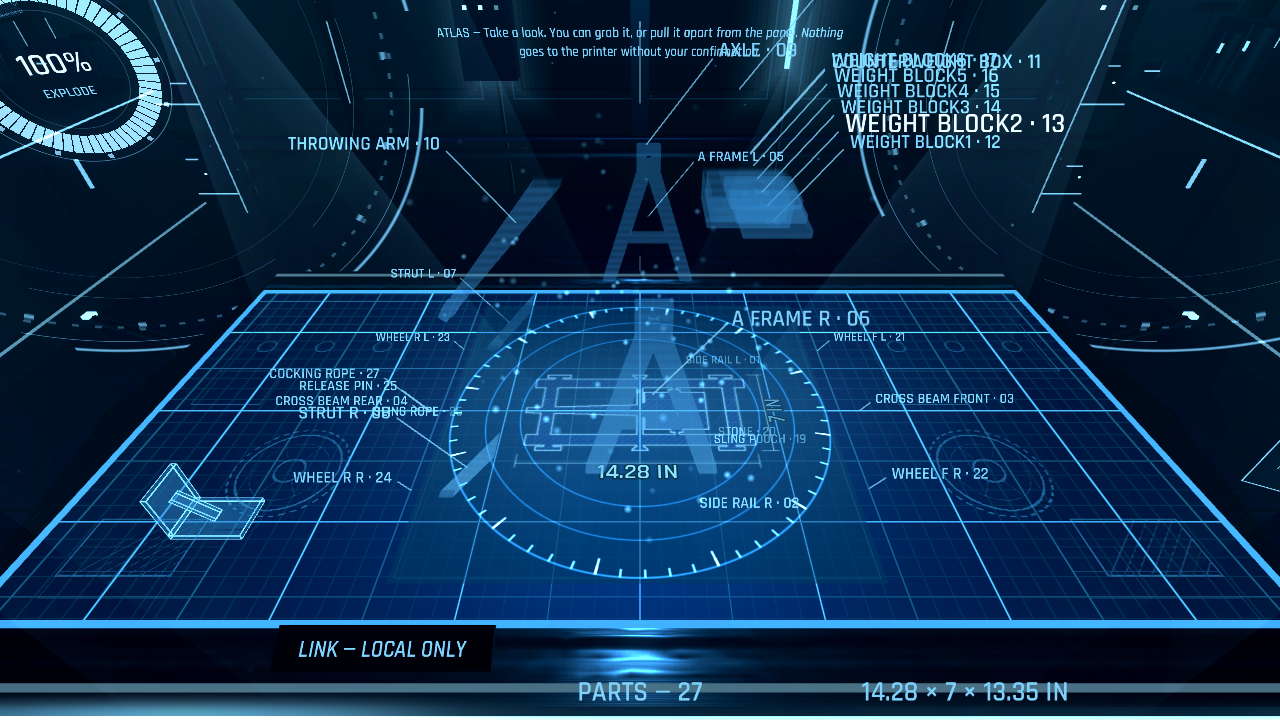 100%
EXPLODE
ATLAS — Take a look. You can grab it, or pull it apart from the panel. Nothing
goes to the printer without your
AXLE · 09
BOX · 11
WEIGHT BLOCK5 · 16
WEIGHT BLOCK4 · 15
WEIGHT BLOCK3 · 14
WEIGHT BLOCK2 · 13
WEIGHT BLOCK1 · 12
THROWING ARM · 10
A FRAME L · 05
STRUT L · 07
A FRAME R · 06
WHEEL R L · 23
WHEEL F L · 21
SIDE RAIL L · 01
COCKING ROPE · 27
RELEASE PIN · 25
CROSS BEAM REAR · 04
STRUT R · 08
ROPE ·
CROSS BEAM FRONT · 03
7 IN
STONE · 20
SLING POUCH · 19
14.28 IN
WHEEL R R · 24
WHEEL F R · 22
SIDE RAIL R · 02
LINK — LOCAL ONLY
PARTS — 27
14.28 × 7 × 13.35 IN